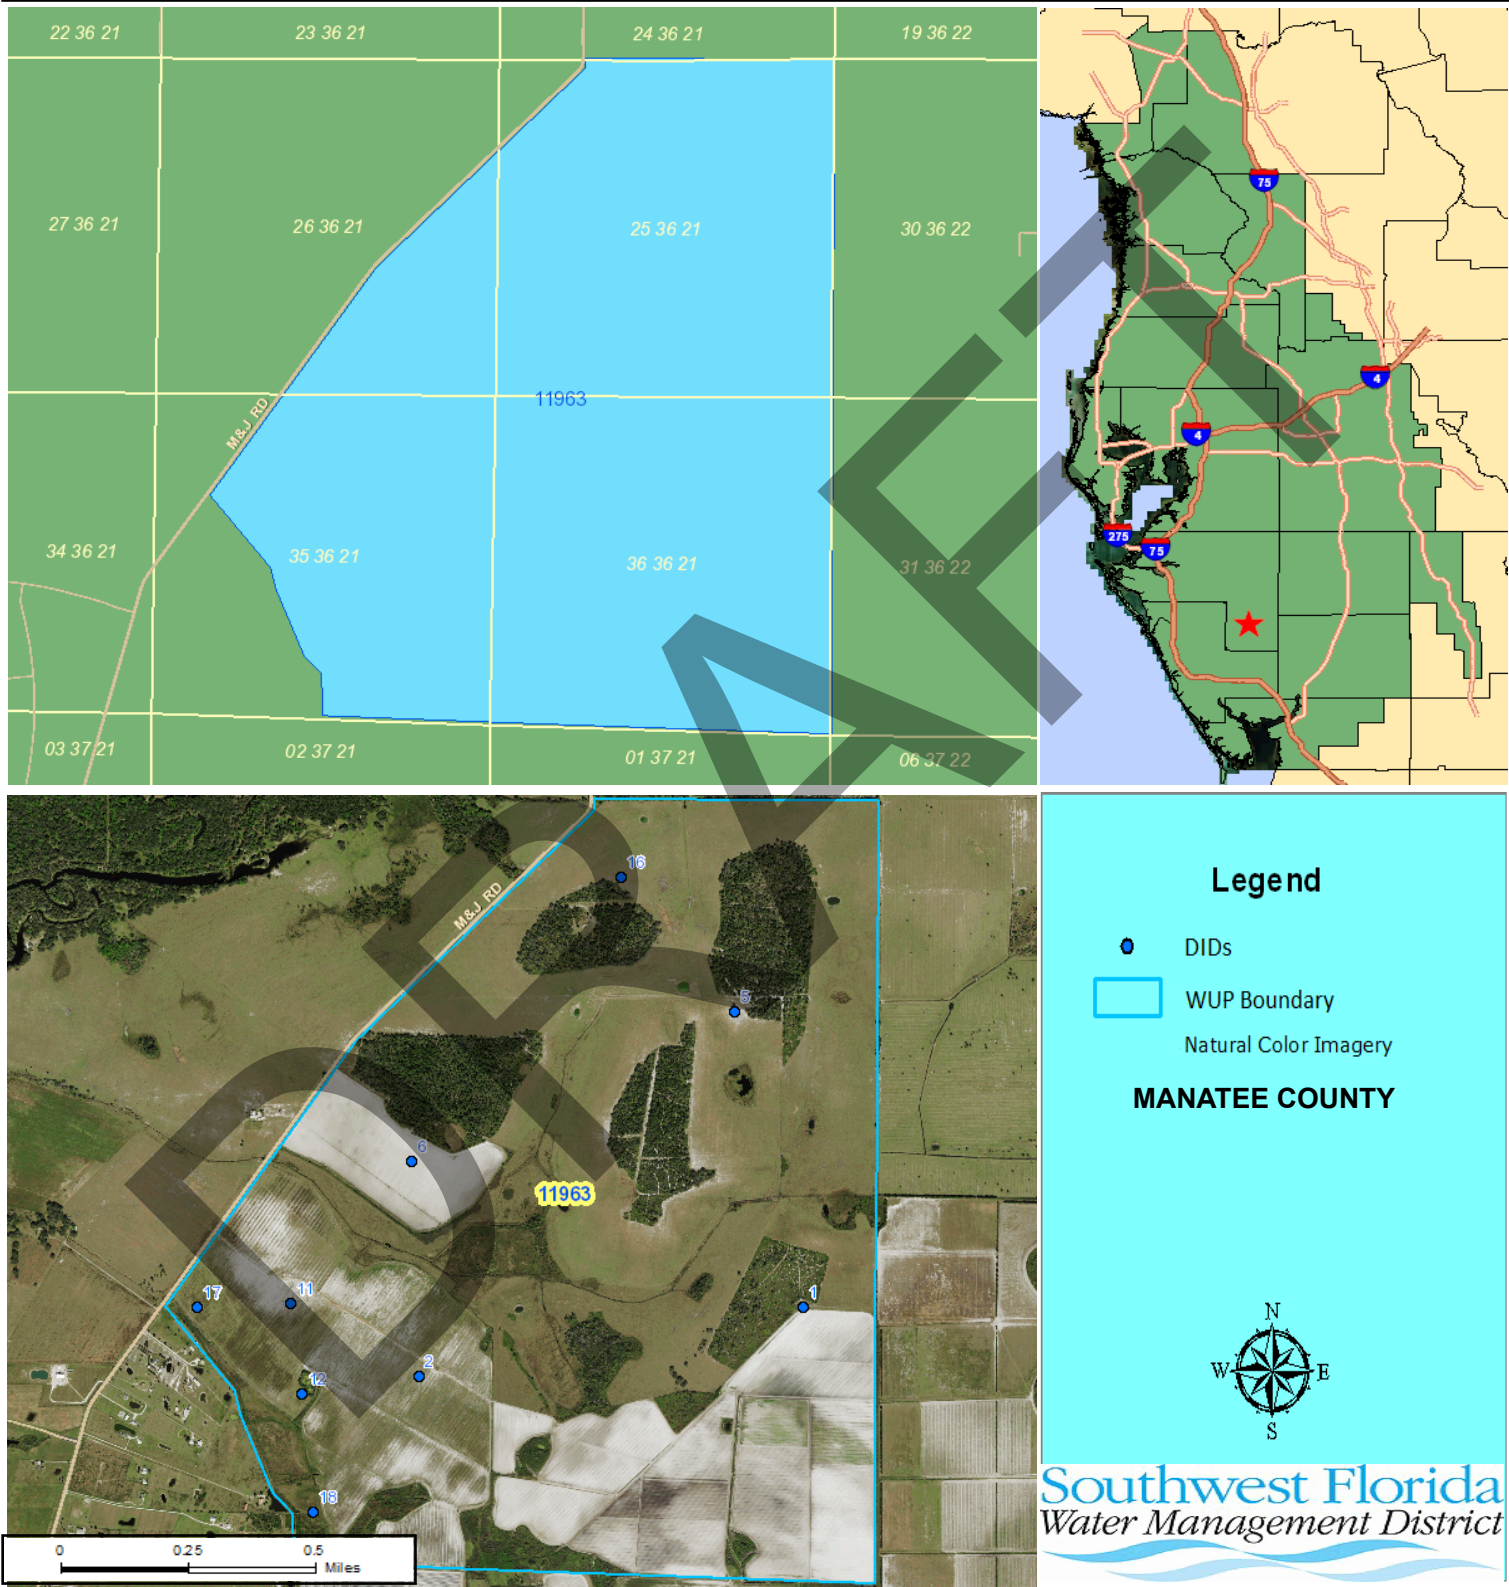 22 36 21
23 36 21
24 36 21
19 36 22
27 36 21
26 36 21
25 36 21
30 36 22
11963
M&J RD
34 36 21
35 36 21
36 36 21
31 36 22
03 37 21
02 37 21
01 37 21
06 37 22
75
4
4
275
75
DRAFT
16
M&J RD
5
6
11963
17
11
1
2
12
18
0
0.25
0.5
Miles
Legend
DIDs
WUP Boundary
Natural Color Imagery
MANATEE COUNTY
N
W
E
S
Southwest Florida
Water Management District